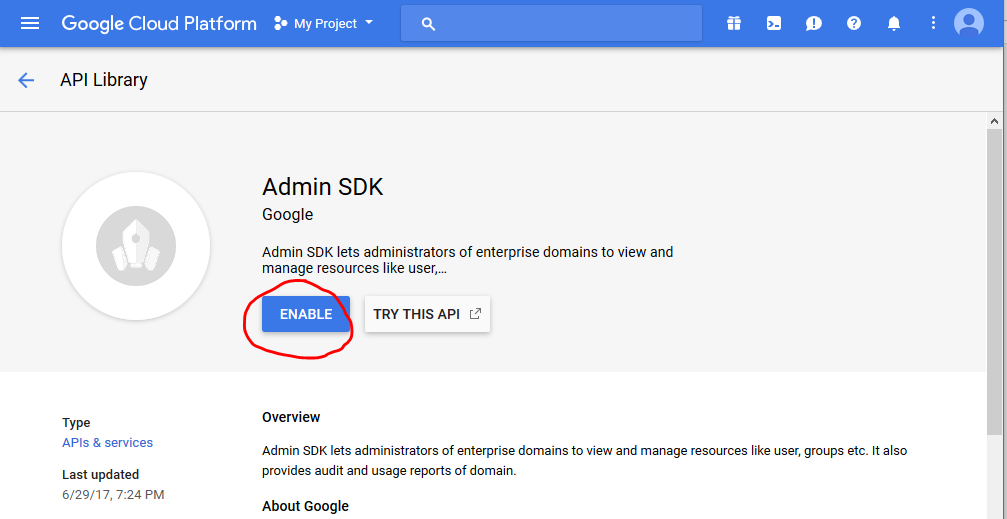 Google Cloud Platform My Project
API Library
Admin SDK
Google
Admin SDK lets administrators of enterprise domains to view and
manage resources like user,...
ENABLE TRY THIS API
Type
APIs & services
Last updated
6/29/17, 7:24 PM
Overview
Admin SDK lets administrators of enterprise domains to view and manage resources like user, groups etc. It also
provides audit and usage reports of domain.
About Google